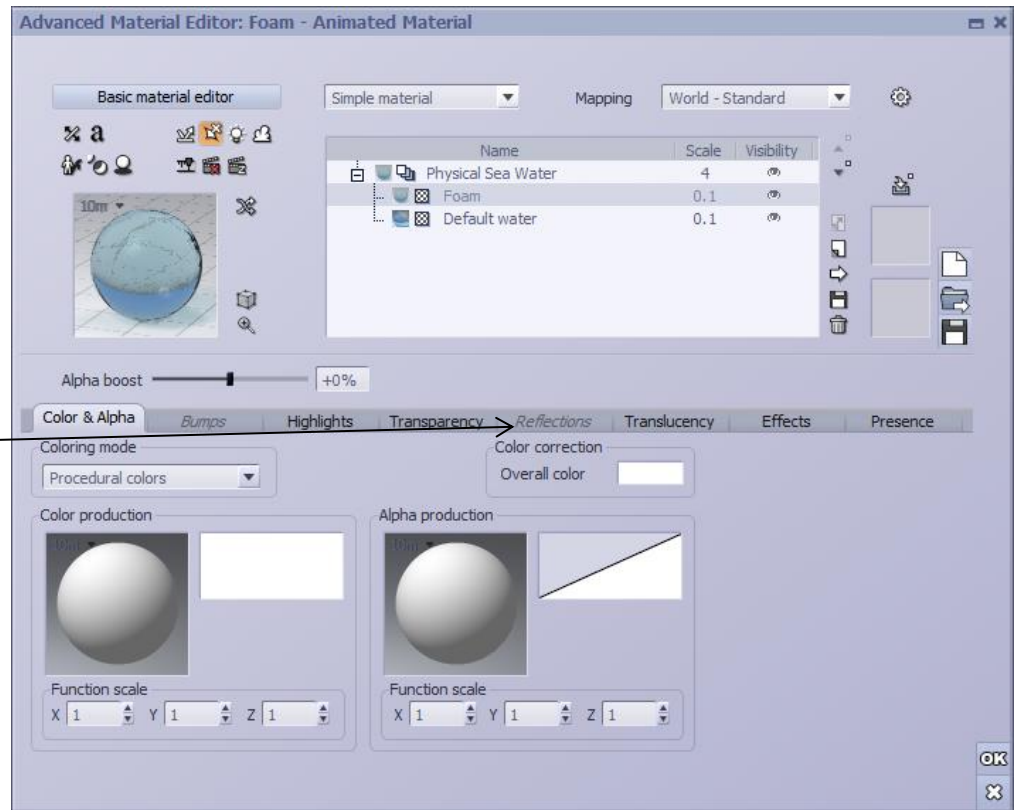 Advanced Material Editor: Foam - Animated Material
Basic material editor
Simple material
Mapping
World - Standard
Name Scale Visibility
Physical Sea Water 4
Foam 0.1
Default water 0.1
10m
Alpha boost +0%
Color & Alpha Bumps Highlights Transparency Reflections Translucency Effects Presence
Coloring mode
Procedural colors
Color correction
Overall color
Color production
Alpha production
Function scale
X 1 Y 1 Z 1
Function scale
X 1 Y 1 Z 1
OK